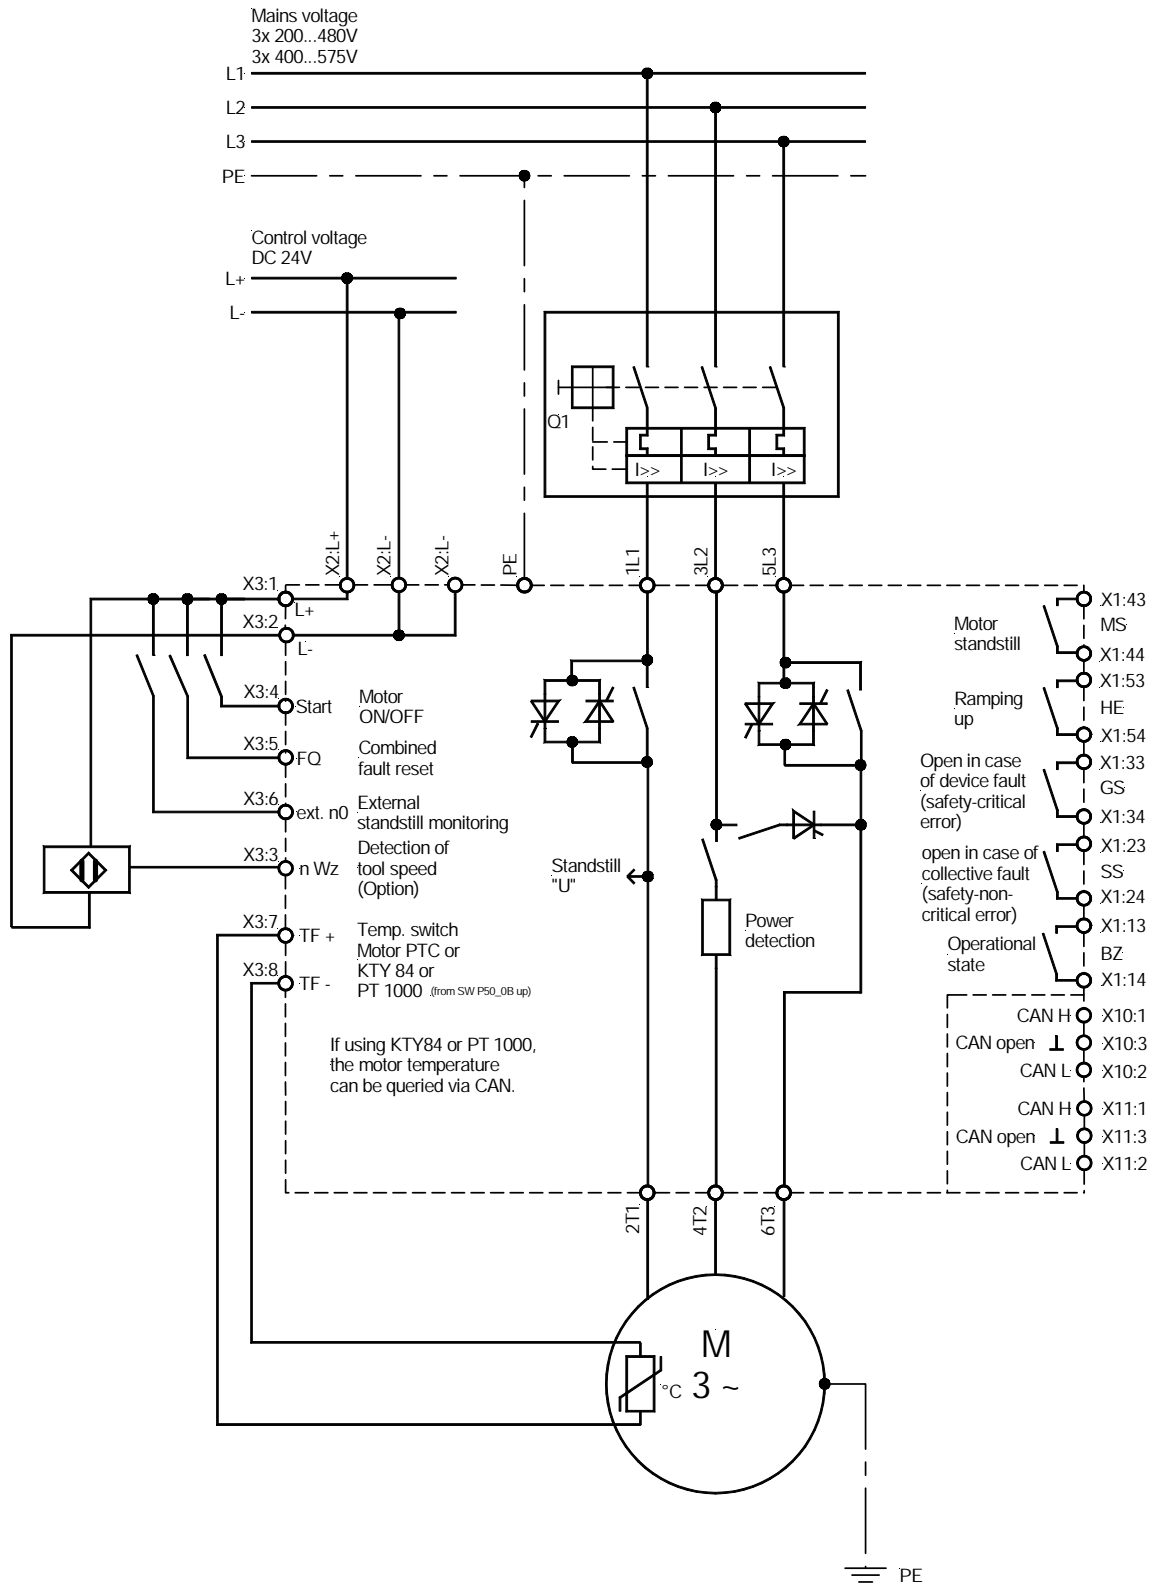 Mains voltage
3x 200...480V
3x 400...575V
L1
L2
L3
PE
Control voltage
DC 24V
L+
L-
Q1
I>>
I>>
I>>
X2:L+
X2:L-
X2:L-
PE
1L1
3L2
5L3
X3:1
L+
X3:2
L-
X3:4
Start
Motor
ON/OFF
X3:5
FQ
Combined
fault reset
X3:6
ext. n0
External
standstill monitoring
X3:3
n Wz
Detection of
tool speed
(Option)
X3:7
TF +
Temp. switch
Motor PTC or
KTY 84 or
PT 1000 (from SW P50_0B up)
X3:8
TF -
If using KTY84 or PT 1000,
the motor temperature
can be queried via CAN.
Standstill
"U"
Power
detection
Motor
standstill
X1:43
MS
X1:44
Ramping
up
X1:53
HE
X1:54
Open in case
of device fault
(safety-critical
error)
X1:33
GS
X1:34
open in case of
collective fault
(safety-non-
critical error)
X1:23
SS
X1:24
Operational
state
X1:13
BZ
X1:14
CAN H X10:1
CAN open X10:3
CAN L X10:2
CAN H X11:1
CAN open X11:3
CAN L X11:2
2T1
4T2
6T3
M
3 ~
°C
PE